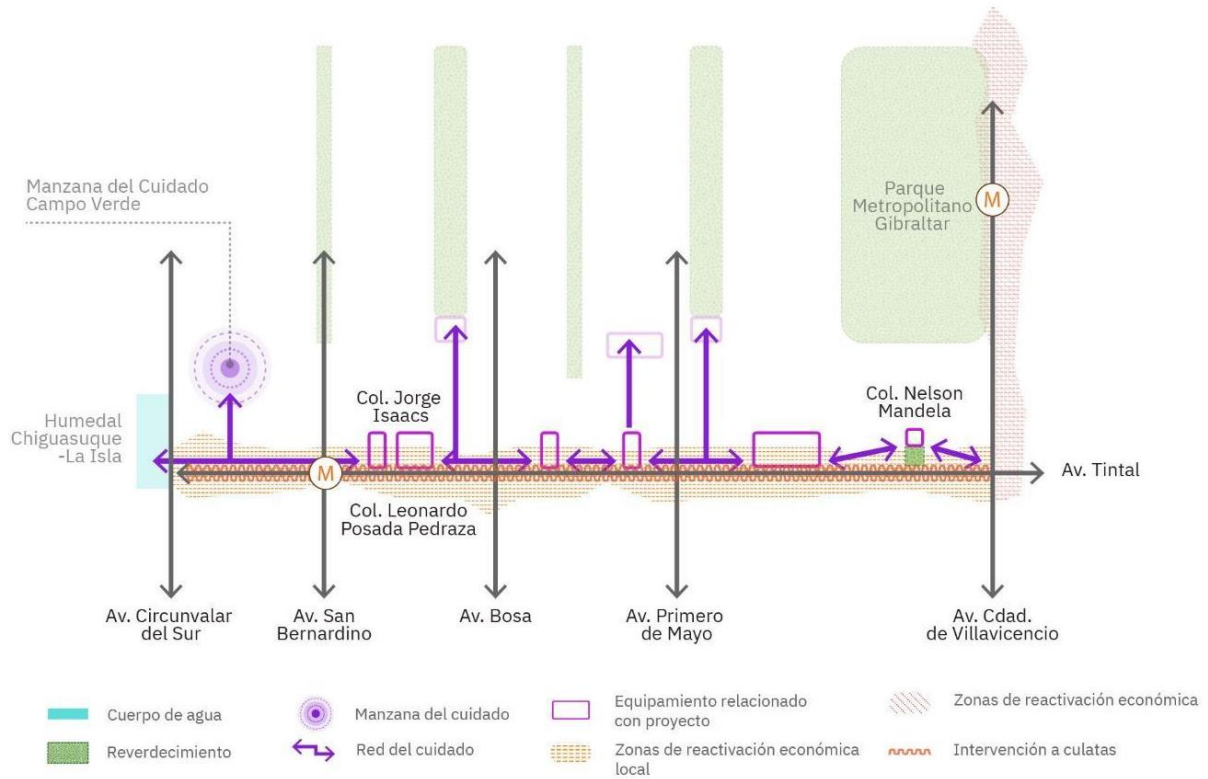 Manzana del Cuidado
Campo Verde
Parque
Metropolitano
Gibraltar
M
Col. Jorge
Isaacs
Col. Nelson
Mandela
Humedal
Chiguasuque
-La Isla
M
Av. Tintal
Col. Leonardo
Posada Pedraza
Av. Circunvalar
del Sur
Av. San
Bernardino
Av. Bosa
Av. Primero
de Mayo
Av. Cdad.
de Villavicencio
Cuerpo de agua
Manzana del cuidado
Equipamiento relacionado
con proyecto
Zonas de reactivación económica
Reverdecimiento
Red del cuidado
Zonas de reactivación económica
local
Intervención a culatas